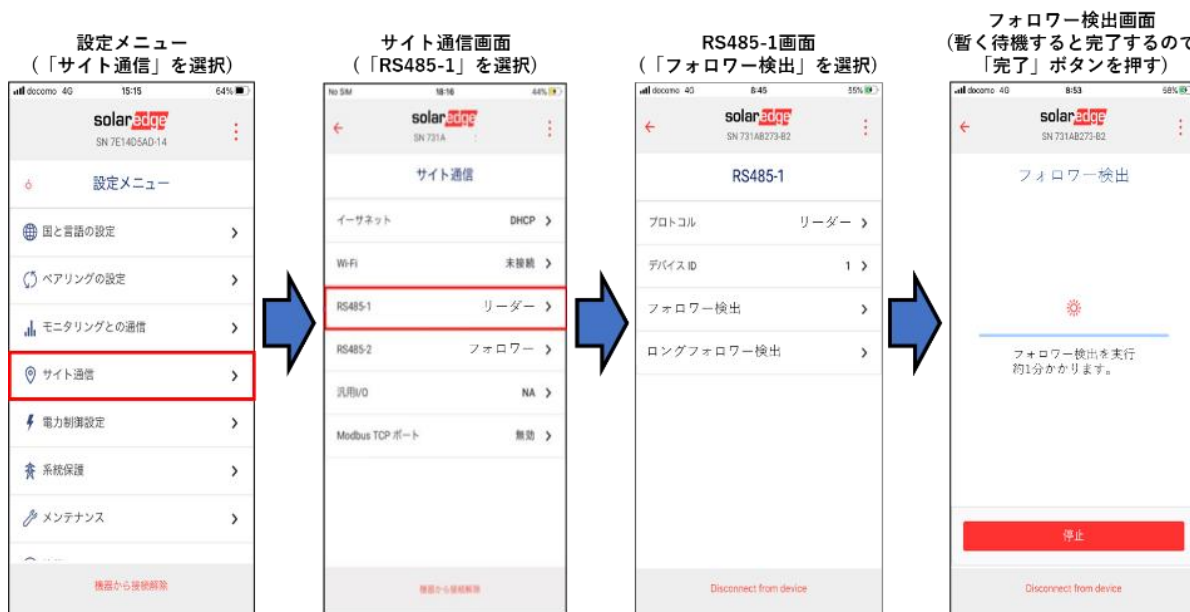 設定メニュー
(「サイト通信」を選択)
docomo 4G 15:15 64%
solaredge
SN 7E14D5AD-14
設定メニュー
国と言語の設定
ペアリングの設定
モニタリングとの通信
サイト通信
電力制御設定
系統保護
メンテナンス
機器から接続解除
サイト通信画面
(「RS485-1」を選択)
No SIM 18:16 44%
solaredge
SN 731A
サイト通信
イーサネット DHCP
Wi-Fi 未接続
RS485-1 リーダー
RS485-2 フォロワー
汎用I/O NA
Modbus TCP ポート 無効
機器から接続解除
RS485-1画面
(「フォロワー検出」を選択)
docomo 4G 8:45 55%
solaredge
SN 731AB273-B2
RS485-1
プロトコル リーダー
デバイス ID 1
フォロワー検出
ロングフォロワー検出
Disconnect from device
フォロワー検出画面
(暫く待機すると完了するので
「完了」ボタンを押す)
docomo 4G 8:53 58%
solaredge
SN 731AB273-B2
フォロワー検出
フォロワー検出を実行
約1分かかります。
停止
Disconnect from device